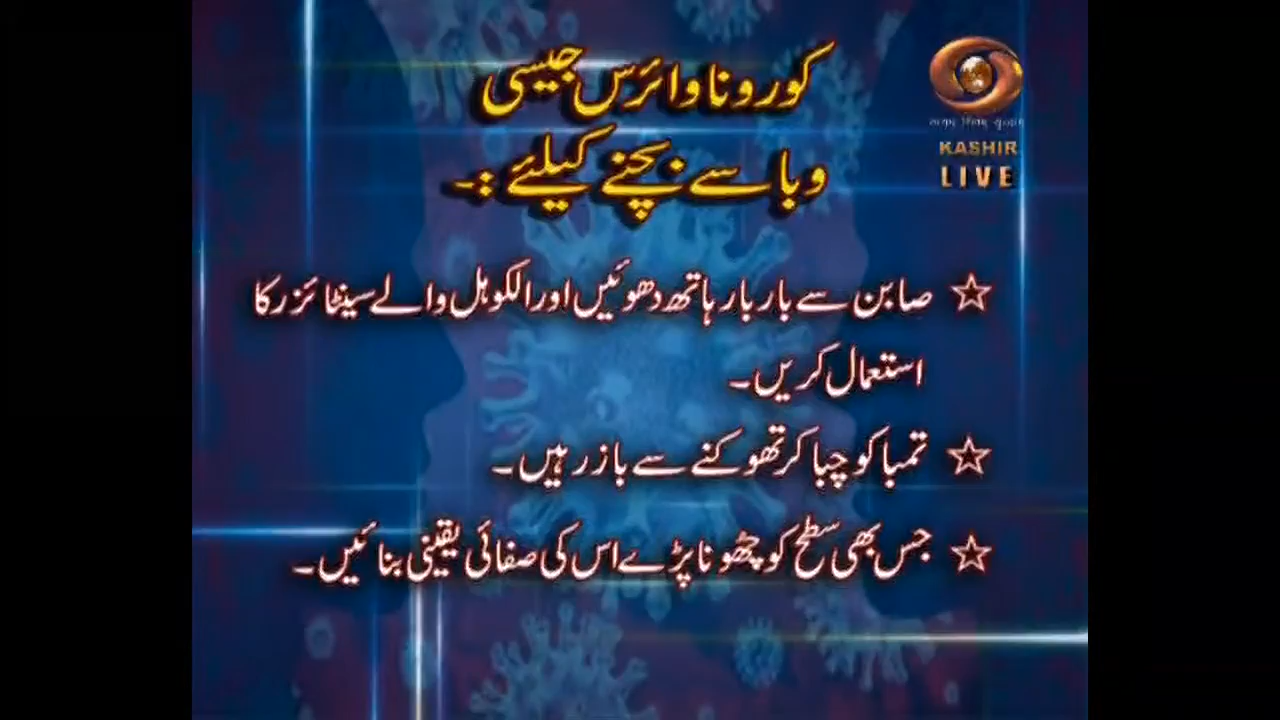 کورونا وائرس جیسی
وبا سے بچنے کیلئے :۔
KASHIR
LIVE
☆ صابن سے بار بار ہاتھ دھوئیں اور الکوہل والے سینٹائزر کا
استعمال کریں۔
☆ تمباکو چبا کر تھوکنے سے باز رہیں۔
☆ جس بھی سطح کو چھونا پڑے اس کی صفائی یقینی بنائیں۔